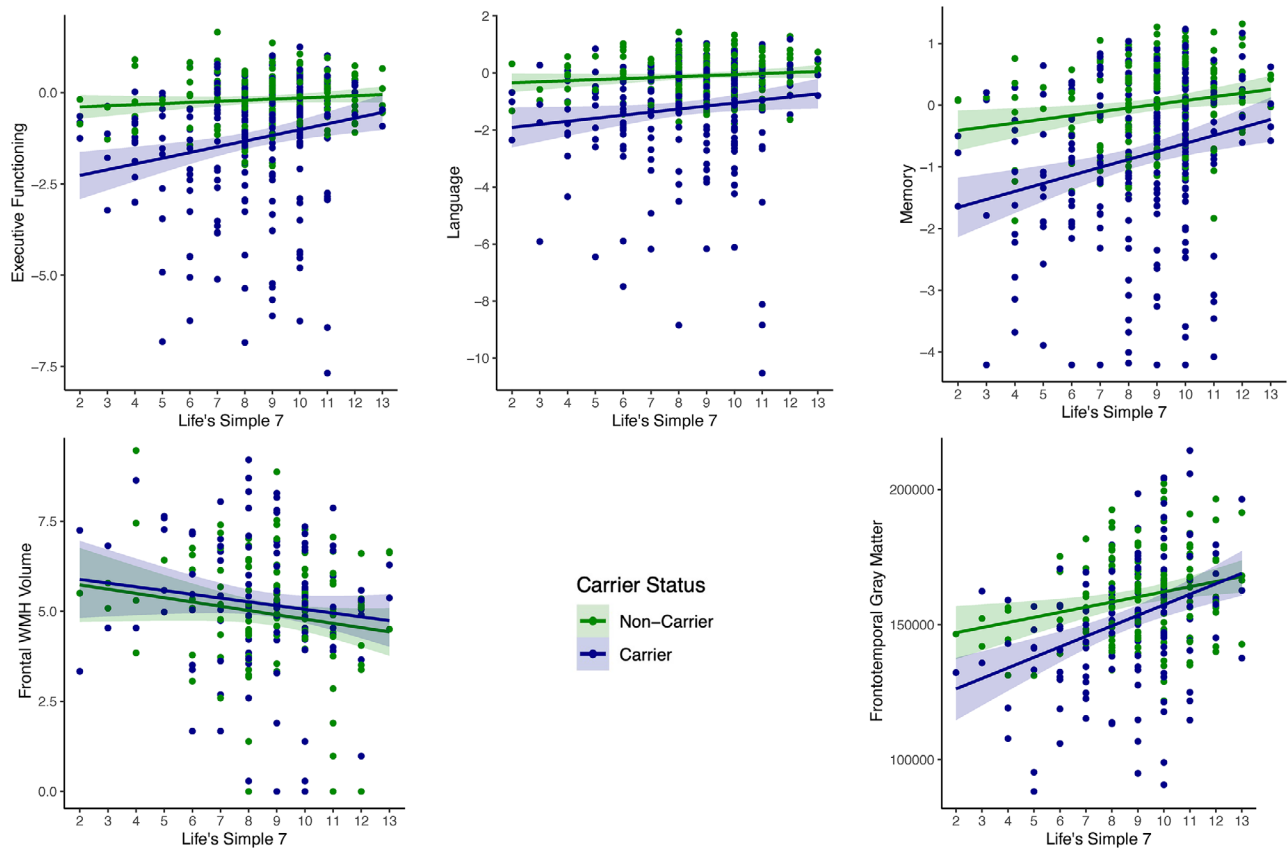 Executive Functioning
0.0
−2.5
−5.0
−7.5
2 3 4 5 6 7 8 9 10 11 12 13
Life's Simple 7
Language
2
0
−2
−4
−6
−8
−10
2 3 4 5 6 7 8 9 10 11 12 13
Life's Simple 7
Memory
1
0
−1
−2
−3
−4
2 3 4 5 6 7 8 9 10 11 12 13
Life's Simple 7
Frontal WMH Volume
7.5
5.0
2.5
0.0
2 3 4 5 6 7 8 9 10 11 12 13
Life's Simple 7
Carrier Status
Non−Carrier
Carrier
Frontotemporal Gray Matter
200000
150000
100000
2 3 4 5 6 7 8 9 10 11 12 13
Life's Simple 7